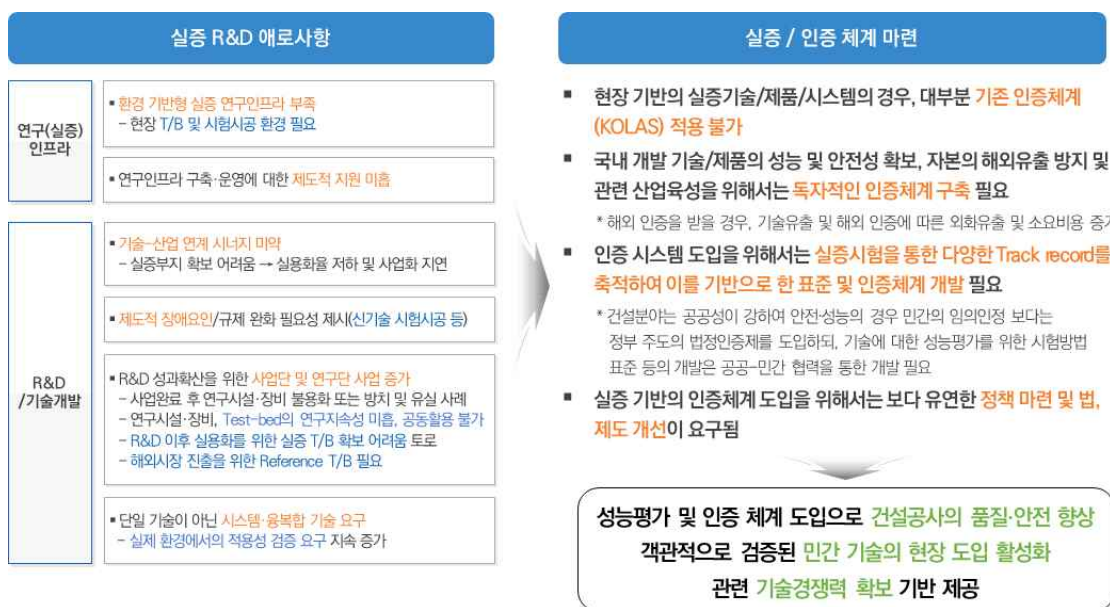 실증 R&D 애로사항
연구(실증)
인프라
▪ 환경 기반형 실증 연구인프라 부족
– 현장 T/B 및 시험시공 환경 필요
▪ 연구인프라 구축·운영에 대한 제도적 지원 미흡
R&D
/기술개발
▪ 기술-산업 연계 시너지 미약
– 실증부지 확보 어려움 → 실용화율 저하 및 사업화 지연
▪ 제도적 장애요인/규제 완화 필요성 제시(신기술 시험시공 등)
▪ R&D 성과확산을 위한 사업단 및 연구단 사업 증가
– 사업완료 후 연구시설·장비 불용화 또는 방치 및 유실 사례
– 연구시설·장비, Test-bed의 연구지속성 미흡, 공동활용 불가
– R&D 이후 실용화를 위한 실증 T/B 확보 어려움 토로
– 해외시장 진출을 위한 Reference T/B 필요
▪ 단일 기술이 아닌 시스템·융복합 기술 요구
– 실제 환경에서의 적용성 검증 요구 지속 증가
실증 / 인증 체계 마련
▪ 현장 기반의 실증기술/제품/시스템의 경우, 대부분 기존 인증체계
(KOLAS) 적용 불가
▪ 국내 개발 기술/제품의 성능 및 안전성 확보, 자본의 해외유출 방지 및
관련 산업육성을 위해서는 독자적인 인증체계 구축 필요
* 해외 인증을 받을 경우, 기술유출 및 해외 인증에 따른 외화유출 및 소요비용 증가
▪ 인증 시스템 도입을 위해서는 실증시험을 통한 다양한 Track record를
축적하여 이를 기반으로 한 표준 및 인증체계 개발 필요
* 건설분야는 공공성이 강하여 안전·성능의 경우 민간의 임의인정 보다는
정부 주도의 법정인증제를 도입하되, 기술에 대한 성능평가를 위한 시험방법
표준 등의 개발은 공공-민간 협력을 통한 개발 필요
▪ 실증 기반의 인증체계 도입을 위해서는 보다 유연한 정책 마련 및 법,
제도 개선이 요구됨
성능평가 및 인증 체계 도입으로 건설공사의 품질·안전 향상
객관적으로 검증된 민간 기술의 현장 도입 활성화
관련 기술경쟁력 확보 기반 제공